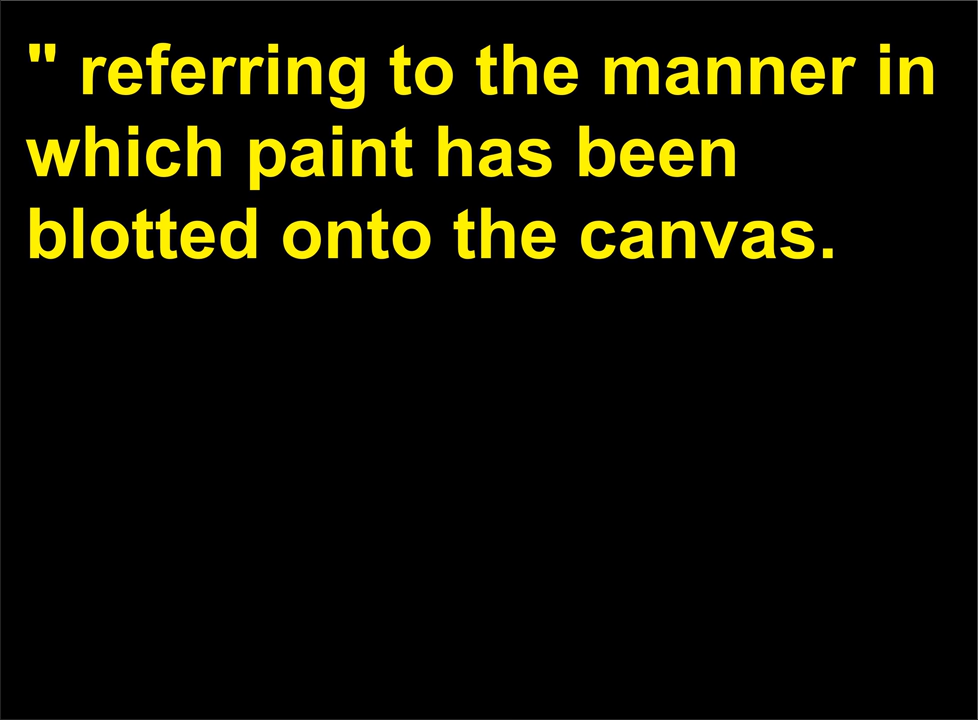 " referring to the manner in
which paint has been
blotted onto the canvas.